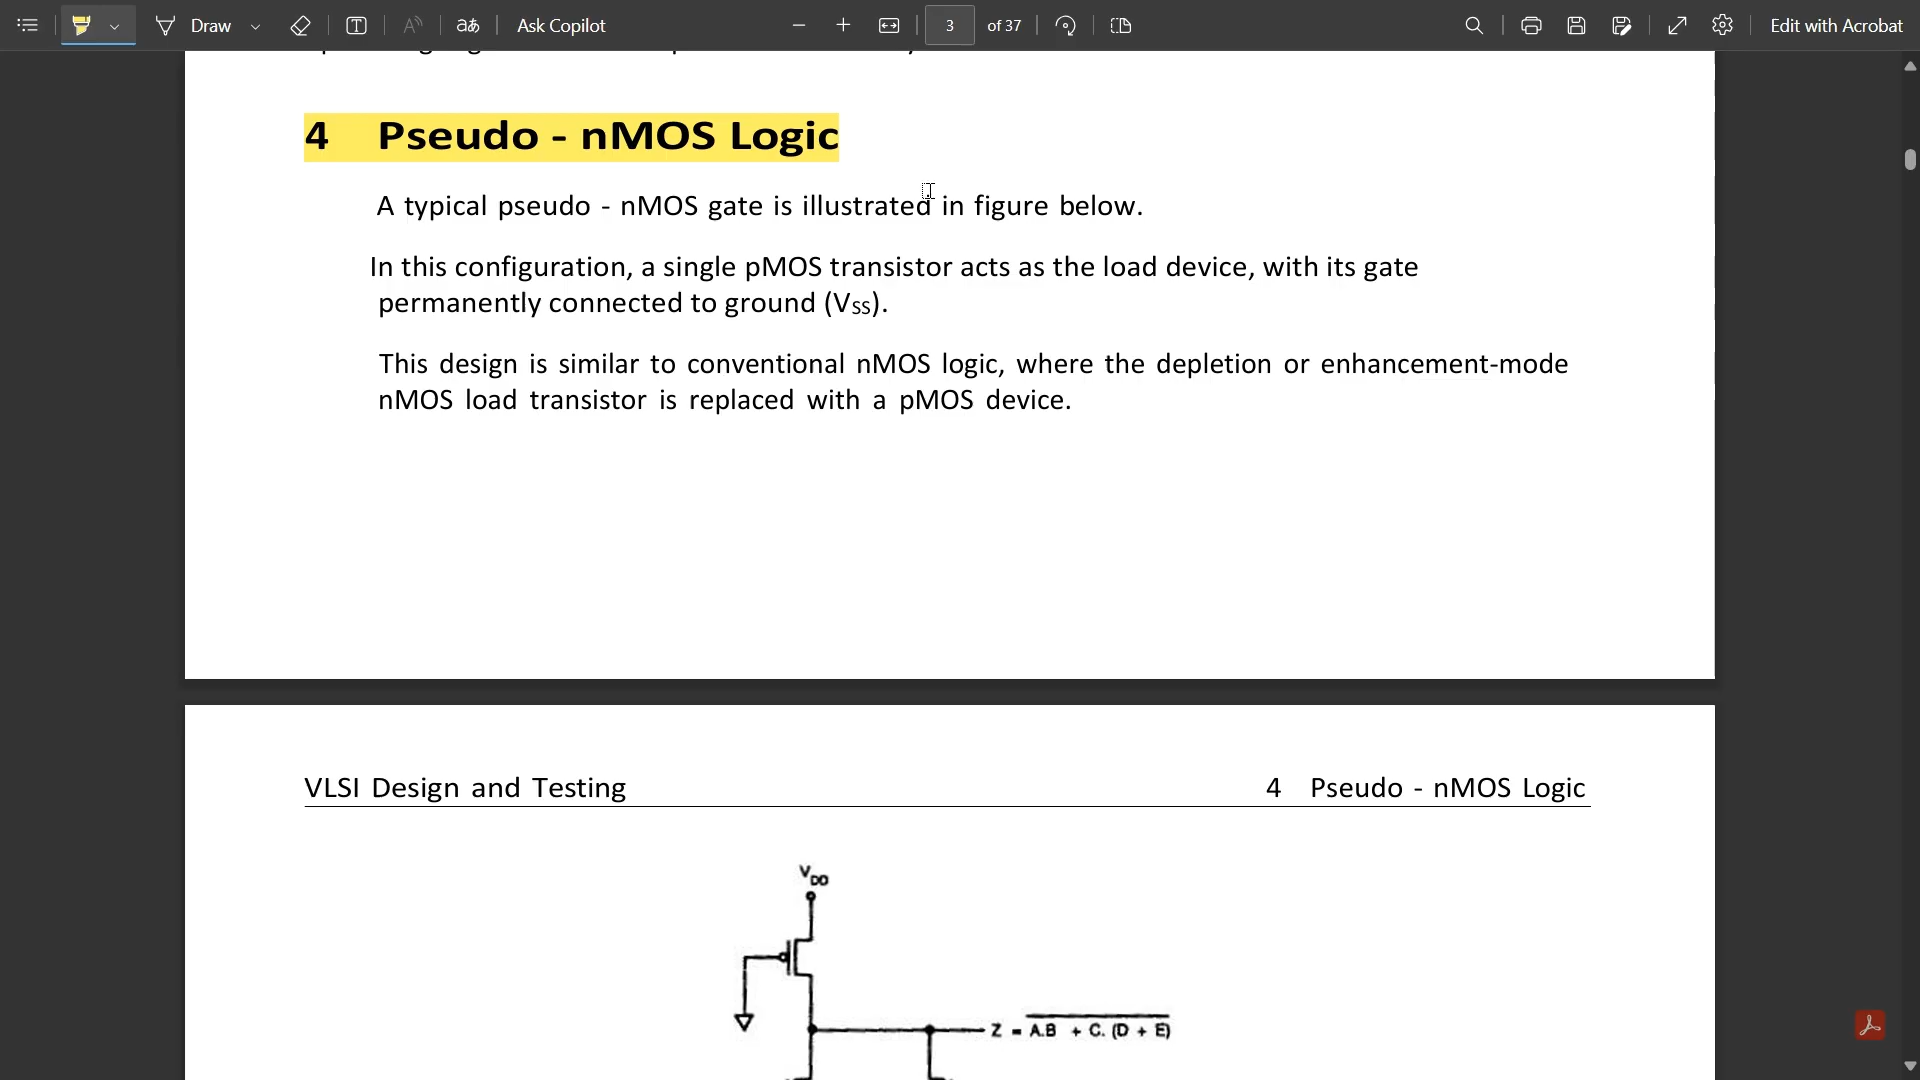 Draw
Ask Copilot
3
of 37
Edit with Acrobat
4 Pseudo - nMOS Logic
A typical pseudo - nMOS gate is illustrated in figure below.
In this configuration, a single pMOS transistor acts as the load device, with its gate
permanently connected to ground (VSS).
This design is similar to conventional nMOS logic, where the depletion or enhancement-mode
nMOS load transistor is replaced with a pMOS device.
VLSI Design and Testing
4 Pseudo - nMOS Logic
VDD
Z = A.B + C. (D + E)